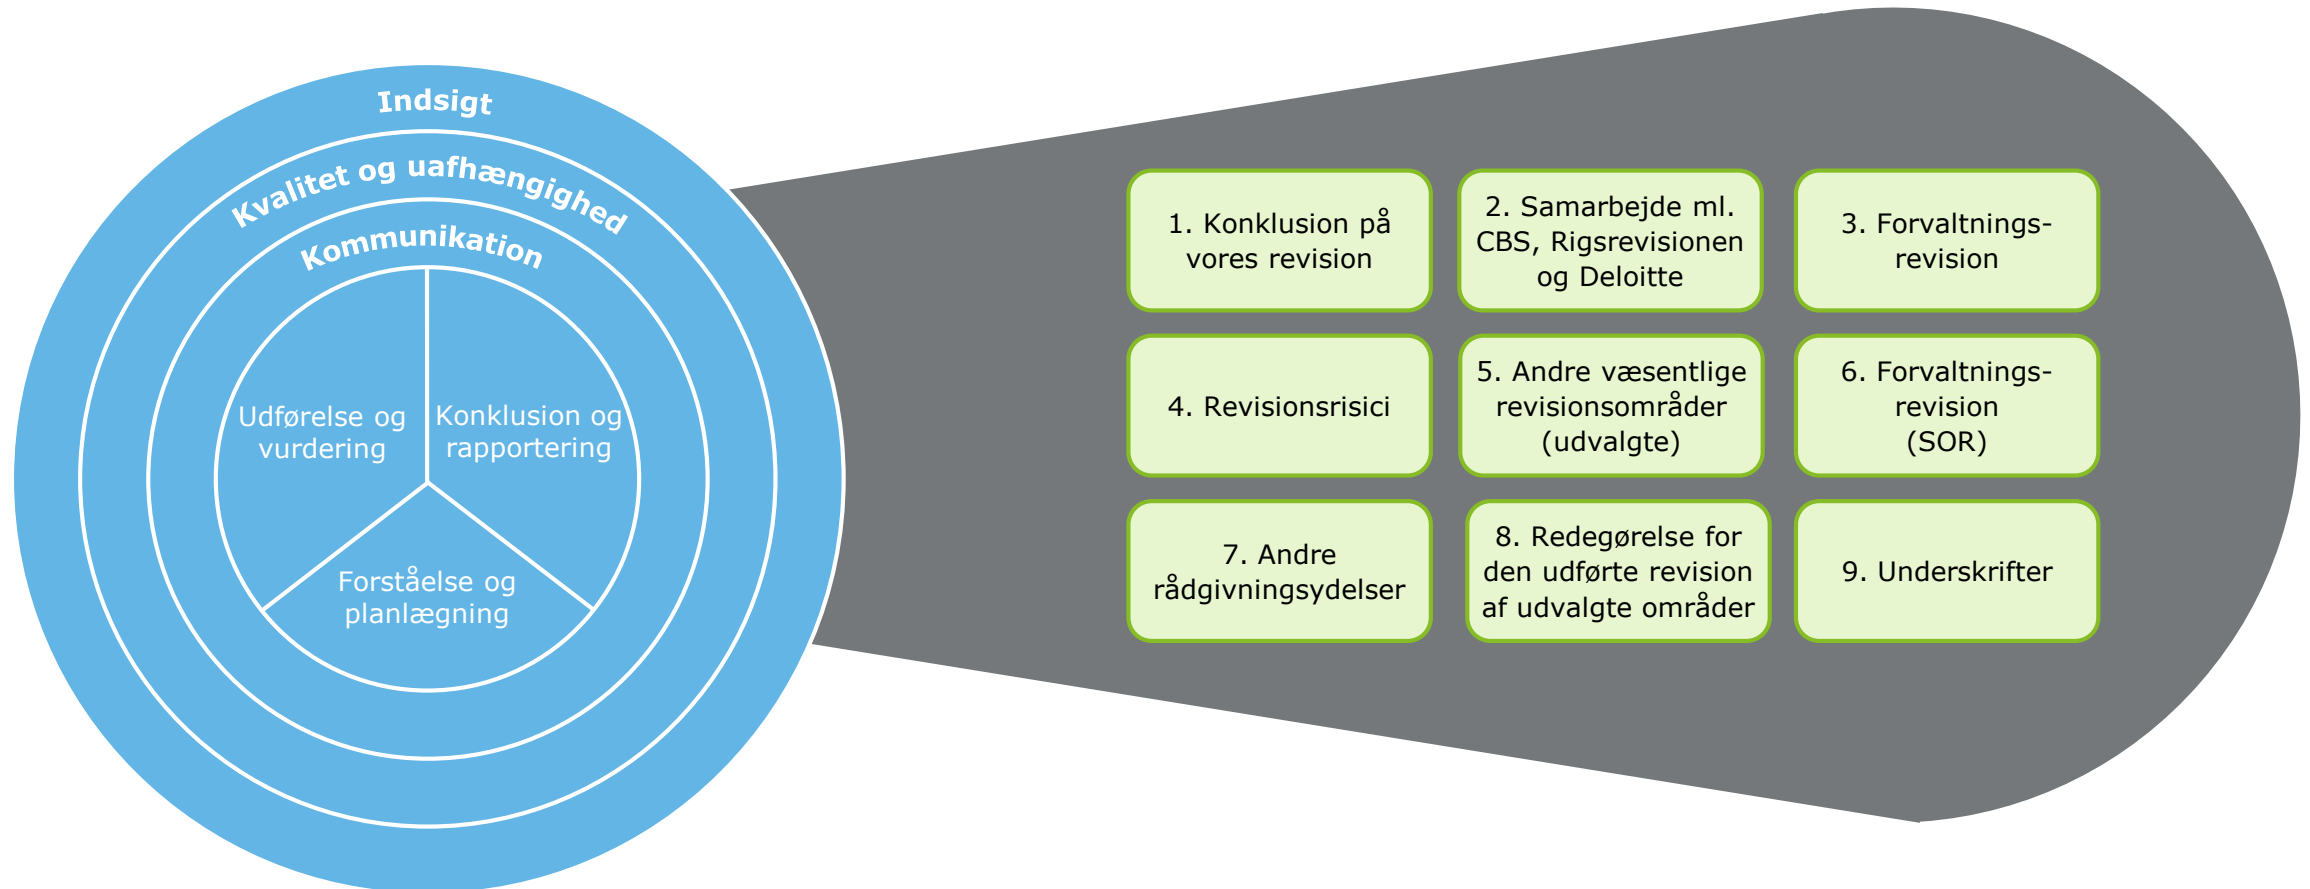 Indsigt
Kvalitet og uafhængighed
Kommunikation
Udførelse og
vurdering
Konklusion og
rapportering
Forståelse og
planlægning
1. Konklusion på
vores revision
2. Samarbejde ml.
CBS, Rigsrevisionen
og Deloitte
3. Forvaltnings-
revision
4. Revisionsrisici
5. Andre væsentlige
revisionsområder
(udvalgte)
6. Forvaltnings-
revision
(SOR)
7. Andre
rådgivningsydelser
8. Redegørelse for
den udførte revision
af udvalgte områder
9. Underskrifter